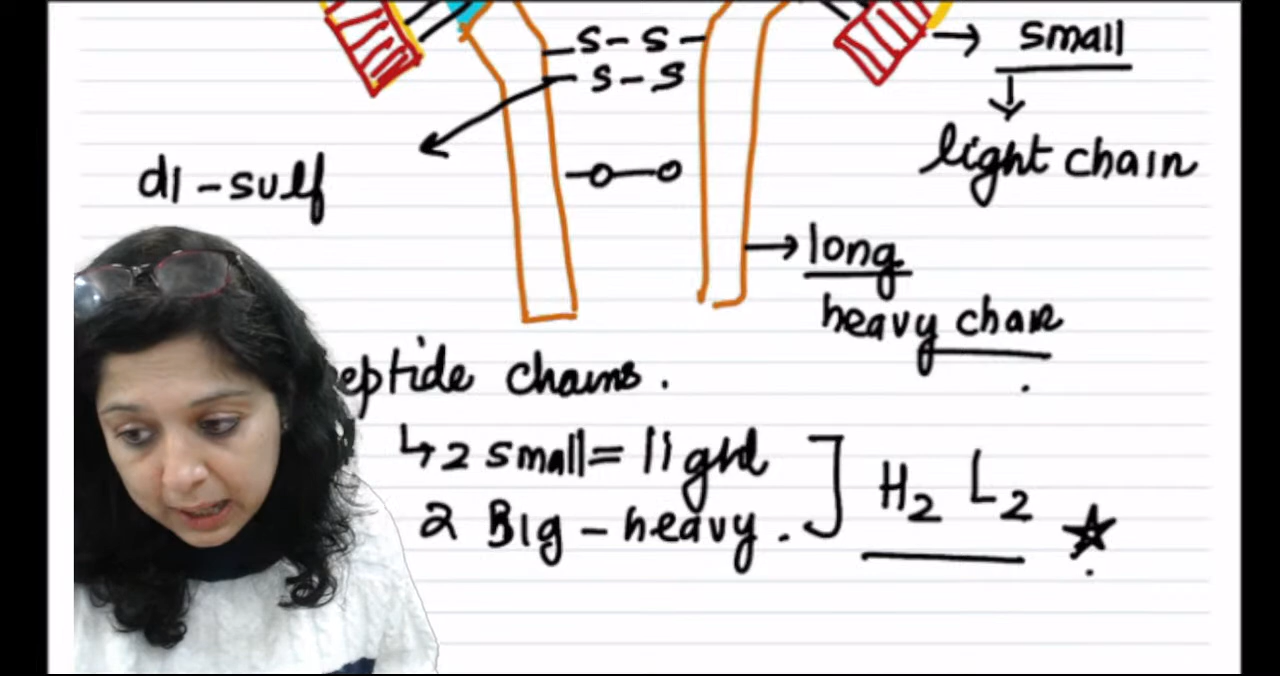 S-S
small
S-S
light chain
di-sulf
long
heavy chain
eptide chains.
↳2 small = light
2 Big - heavy.
H2 L2